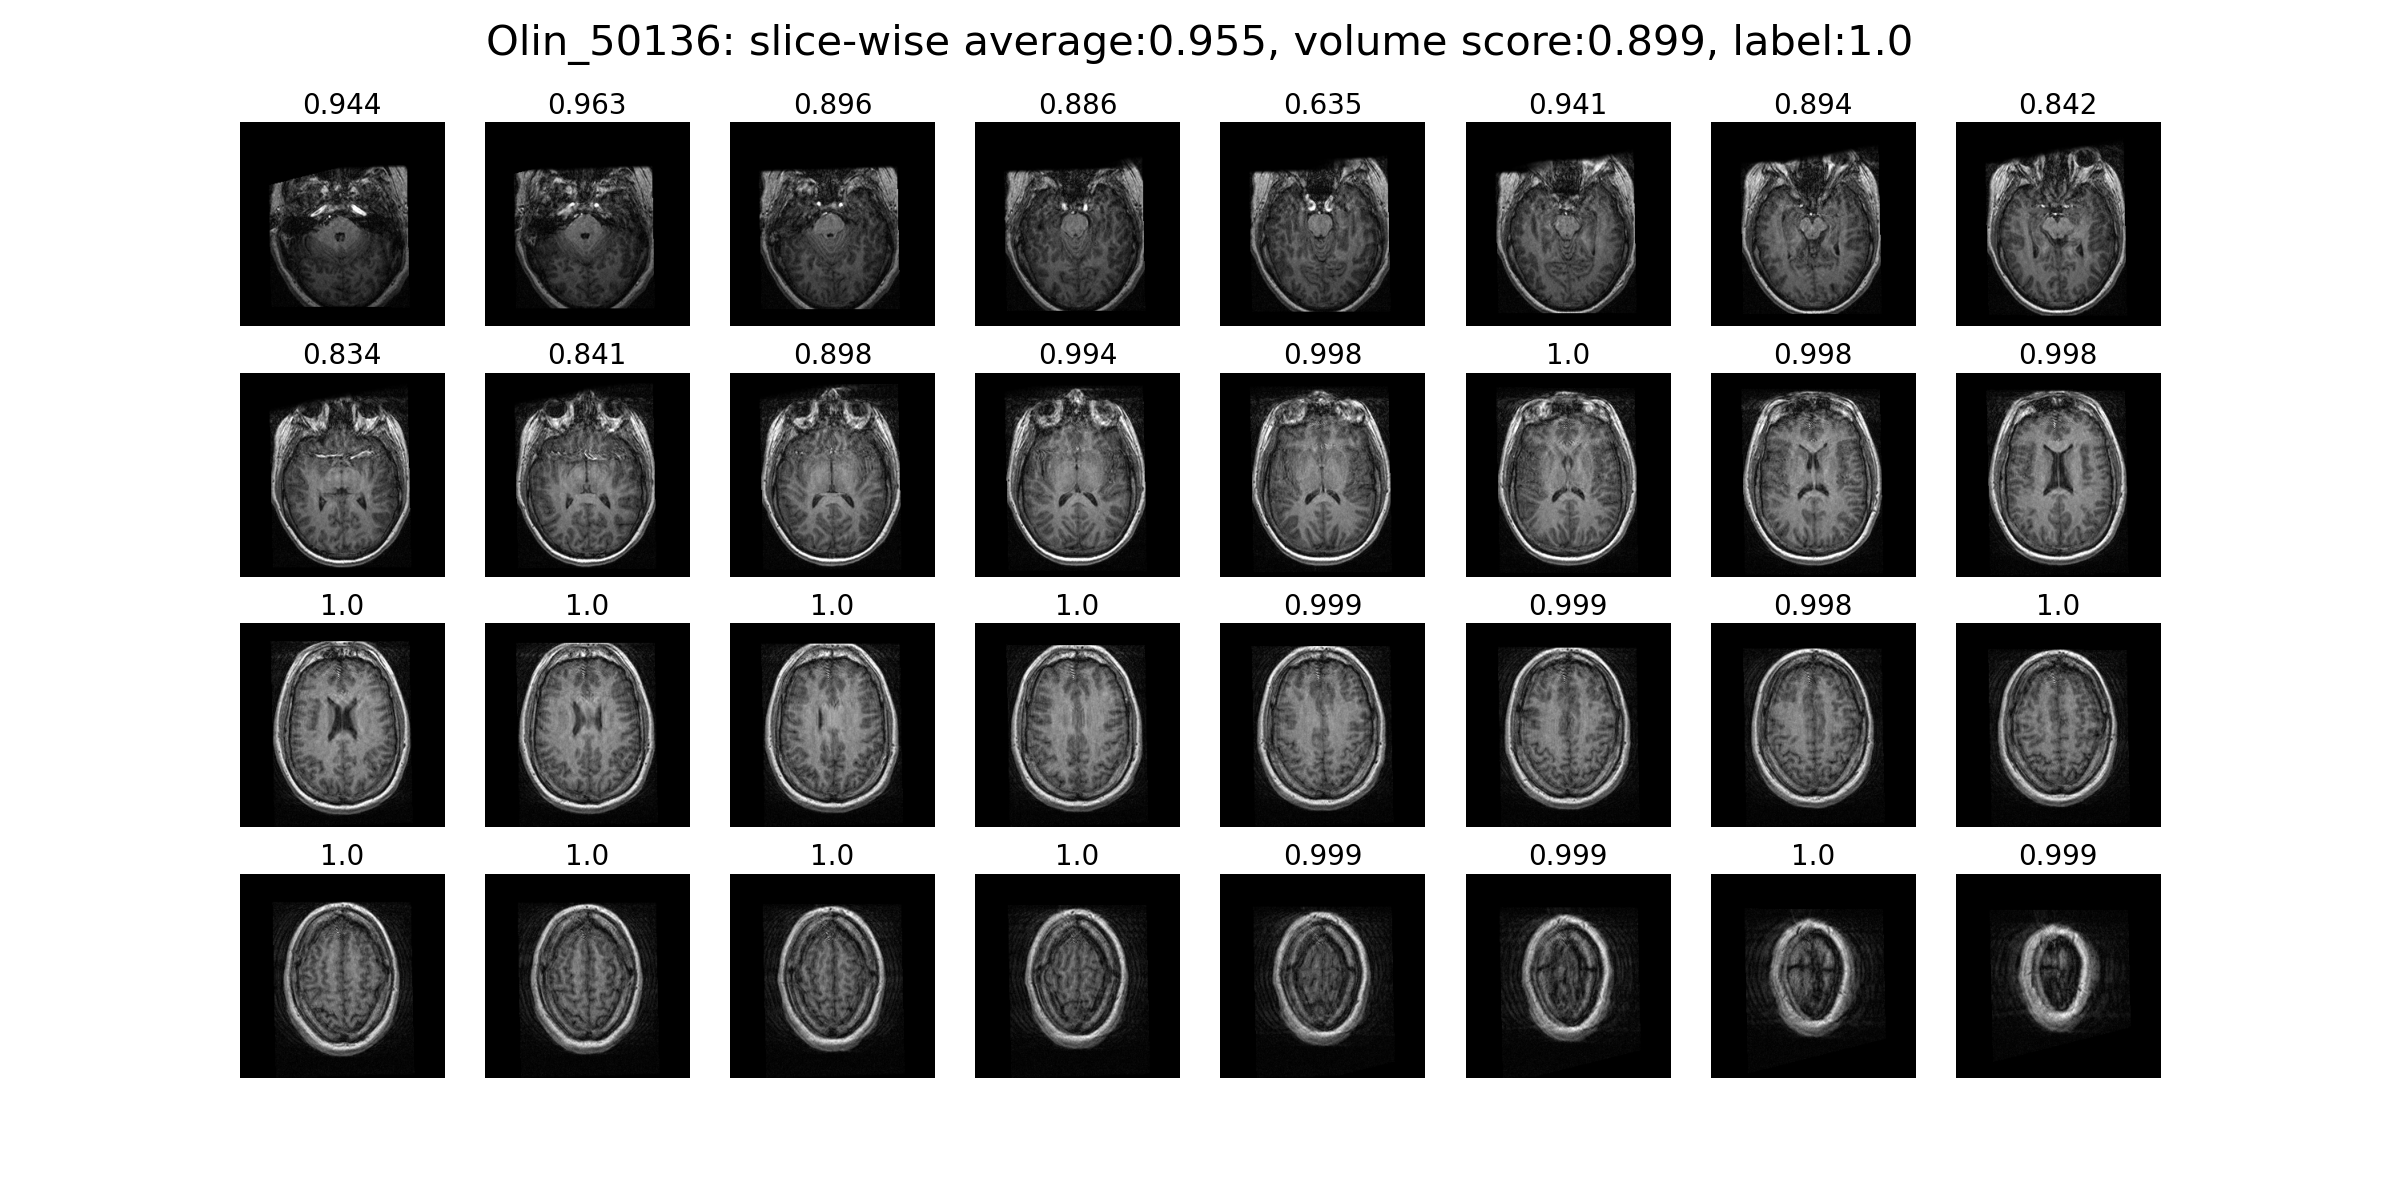 Olin_50136: slice-wise average:0.955, volume score:0.899, label:1.0
0.944 0.963 0.896 0.886 0.635 0.941 0.894 0.842
0.834 0.841 0.898 0.994 0.998 1.0 0.998 0.998
1.0 1.0 1.0 1.0 0.999 0.999 0.998 1.0
1.0 1.0 1.0 1.0 0.999 0.999 1.0 0.999